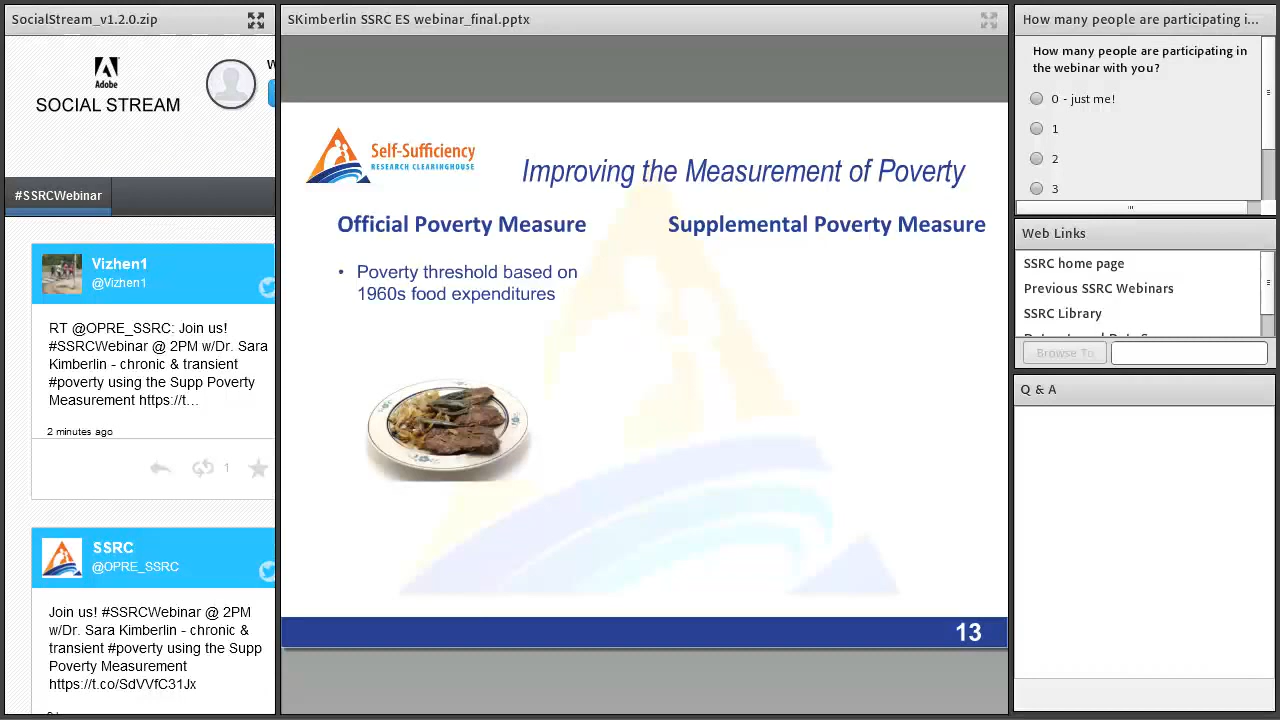 SocialStream_v1.2.0.zip
Adobe
SOCIAL STREAM
#SSRCWebinar
Vizhen1
@Vizhen1
RT @OPRE_SSRC: Join us!
#SSRCWebinar @ 2PM w/Dr. Sara
Kimberlin - chronic & transient
#poverty using the Supp Poverty
Measurement https://t…
2 minutes ago
1
SSRC
@OPRE_SSRC
Join us! #SSRCWebinar @ 2PM
w/Dr. Sara Kimberlin - chronic &
transient #poverty using the Supp
Poverty Measurement
https://t.co/SdVVfC31Jx
SKimberlin SSRC ES webinar_final.pptx
Self-Sufficiency
RESEARCH CLEARINGHOUSE
Improving the Measurement of Poverty
Official Poverty Measure
Supplemental Poverty Measure
• Poverty threshold based on
1960s food expenditures
13
How many people are participating i...
How many people are participating in
the webinar with you?
0 - just me!
1
2
3
Web Links
SSRC home page
Previous SSRC Webinars
SSRC Library
Browse To
Q & A